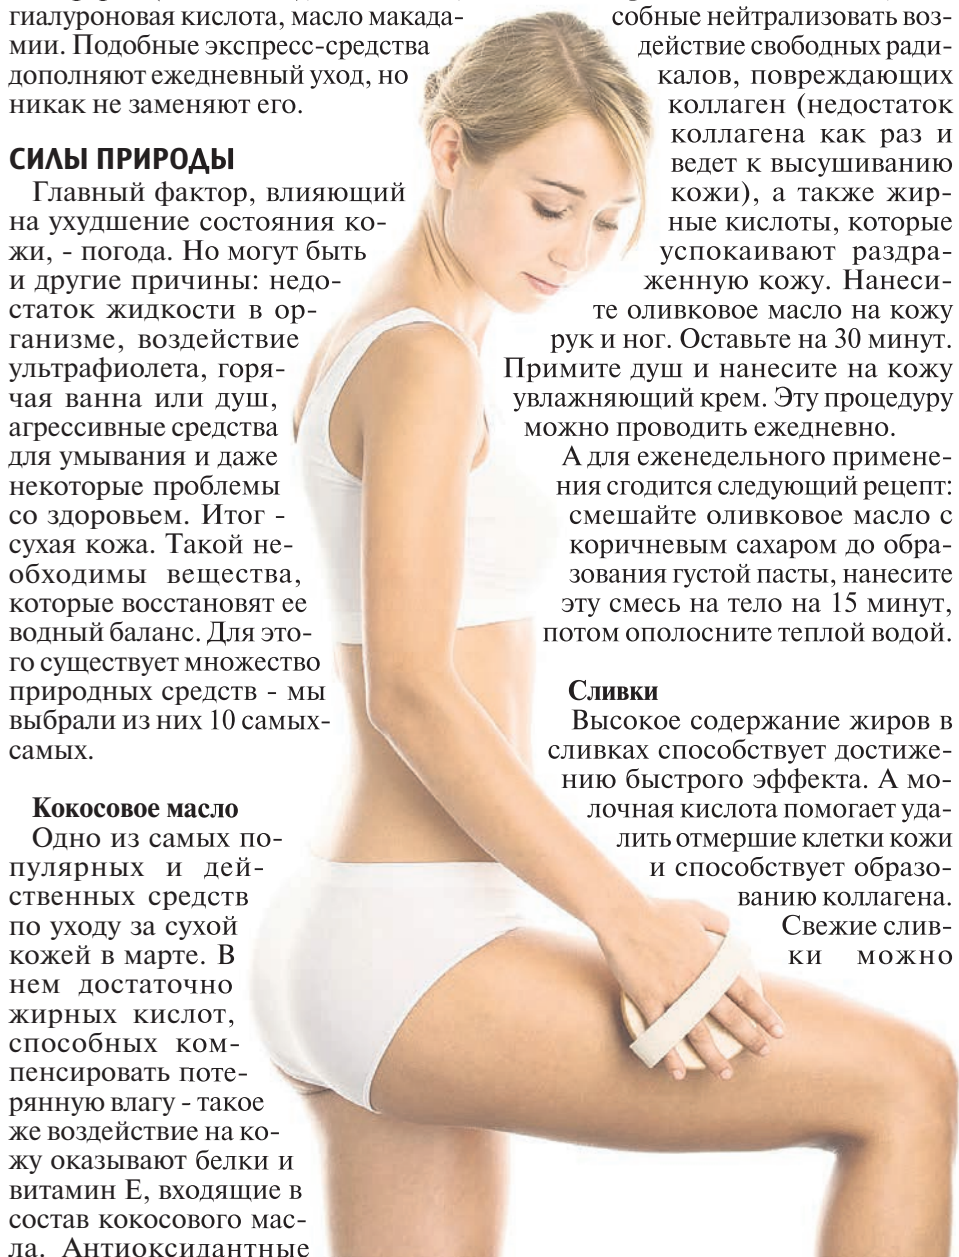 гиалуроновая кислота, масло макада-
мии. Подобные экспресс-средства
дополняют ежедневный уход, но
никак не заменяют его.
СИЛЫ ПРИРОДЫ
Главный фактор, влияющий
на ухудшение состояния ко-
жи, - погода. Но могут быть
и другие причины: недо-
статок жидкости в ор-
ганизме, воздействие
ультрафиолета, горя-
чая ванна или душ,
агрессивные средства
для умывания и даже
некоторые проблемы
со здоровьем. Итог -
сухая кожа. Такой не-
обходимы вещества,
которые восстановят ее
водный баланс. Для это-
го существует множество
природных средств - мы
выбрали из них 10 самых-
самых.
Кокосовое масло
Одно из самых по-
пулярных и дей-
ственных средств
по уходу за сухой
кожей в марте. В
нем достаточно
жирных кислот,
способных ком-
пенсировать поте-
рянную влагу - такое
же воздействие на ко-
жу оказывают белки и
витамин Е, входящие в
состав кокосового мас-
ла. Антиоксидантные
собные нейтрализовать воз-
действие свободных ради-
калов, повреждающих
коллаген (недостаток
коллагена как раз и
ведет к высушиванию
кожи), а также жир-
ные кислоты, которые
успокаивают раздра-
женную кожу. Нанеси-
те оливковое масло на кожу
рук и ног. Оставьте на 30 минут.
Примите душ и нанесите на кожу
увлажняющий крем. Эту процедуру
можно проводить ежедневно.
А для еженедельного примене-
ния сгодится следующий рецепт:
смешайте оливковое масло с
коричневым сахаром до обра-
зования густой пасты, нанесите
эту смесь на тело на 15 минут,
потом ополосните теплой водой.
Сливки
Высокое содержание жиров в
сливках способствует достиже-
нию быстрого эффекта. А мо-
лочная кислота помогает уда-
лить отмершие клетки кожи
и способствует образо-
ванию коллагена.
Свежие слив-
ки можно